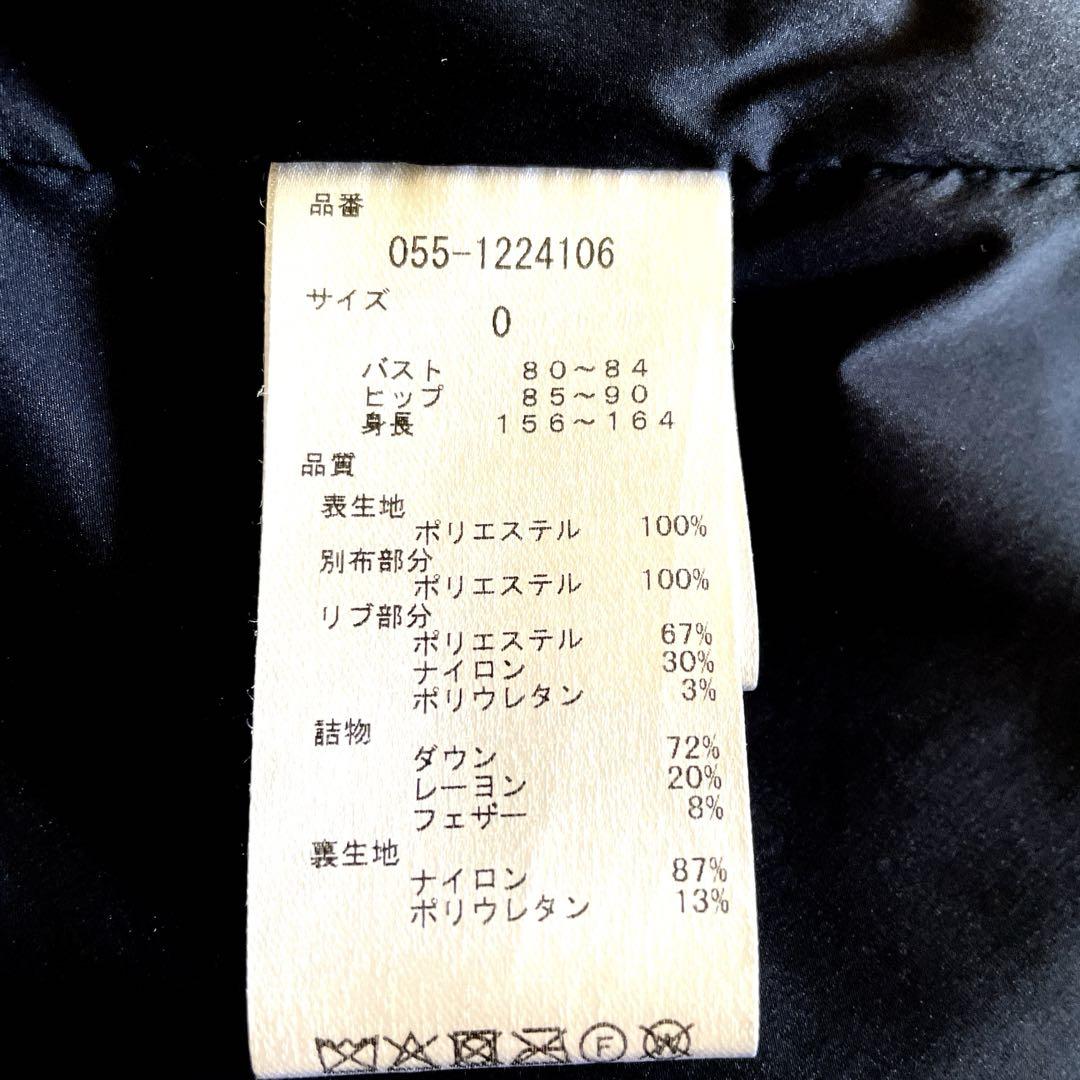 品番
055-1224106
サイズ
0
バスト 80~84
ヒップ 85~90
身長 156~164
品質
表生地
ポリエステル 100%
別布部分
ポリエステル 100%
リブ部分
ポリエステル 67%
ナイロン 30%
ポリウレタン 3%
詰物
ダウン 72%
レーヨン 20%
フェザー 8%
裏生地
ナイロン 87%
ポリウレタン 13%
F W